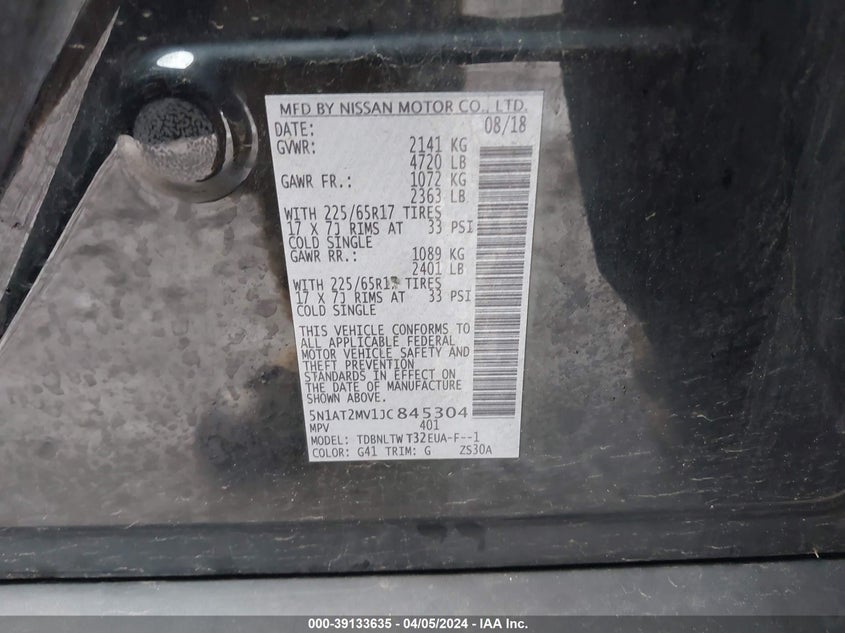 MFD BY NISSAN MOTOR CO., LTD.
DATE: 08/18
GVWR: 2141 KG
4720 LB
GAWR FR.: 1072 KG
2363 LB
WITH 225/65R17 TIRES
17 X 7J RIMS AT 33 PSI
COLD SINGLE
GAWR RR.: 1089 KG
2401 LB
WITH 225/65R17 TIRES
17 X 7J RIMS AT 33 PSI
COLD SINGLE
THIS VEHICLE CONFORMS TO
ALL APPLICABLE FEDERAL
MOTOR VEHICLE SAFETY AND
THEFT PREVENTION
STANDARDS IN EFFECT ON
THE DATE OF MANUFACTURE
SHOWN ABOVE.
5N1AT2MV1JC845304
MPV 401
MODEL: TDBNLTW T32EUA-F--1
COLOR: G41 TRIM: G ZS30A
000-39133635 - 04/05/2024 - IAA Inc.